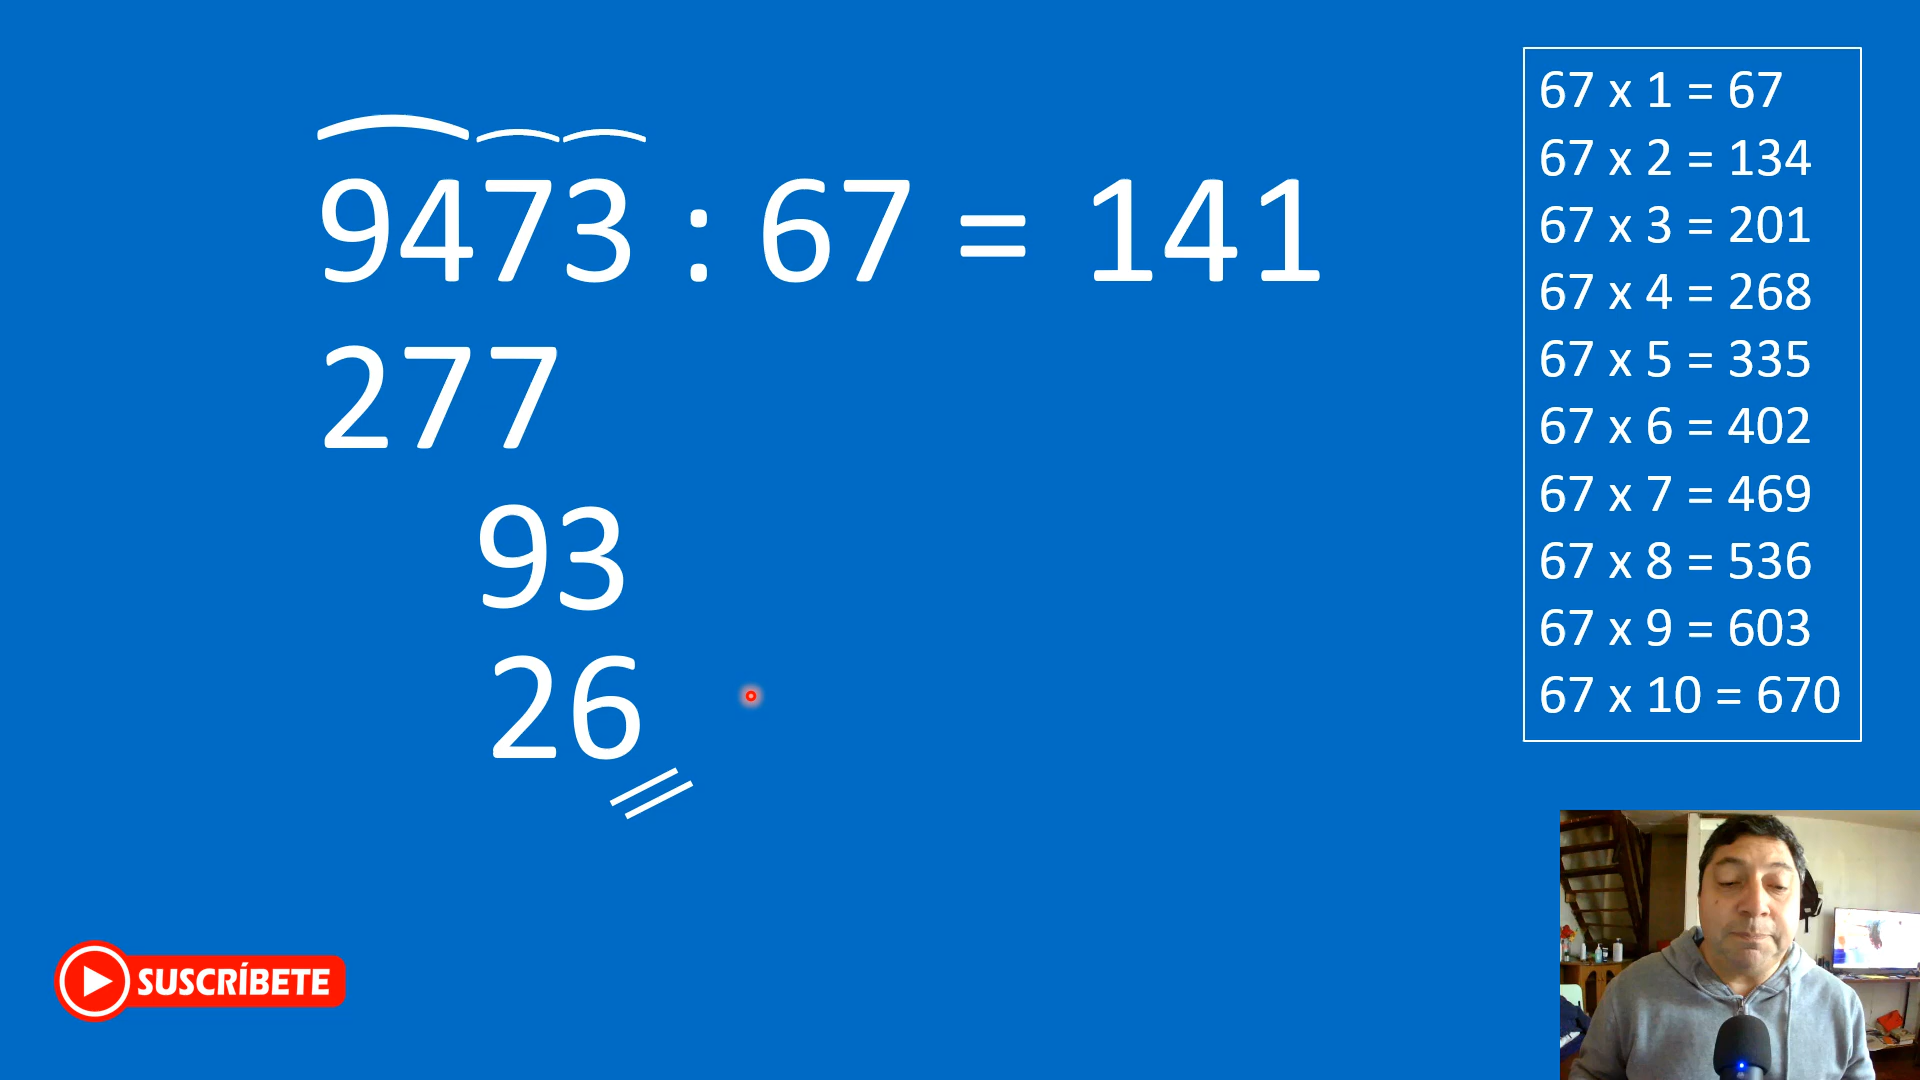 9473 : 67 = 141
277
93
26
67 x 1 = 67
67 x 2 = 134
67 x 3 = 201
67 x 4 = 268
67 x 5 = 335
67 x 6 = 402
67 x 7 = 469
67 x 8 = 536
67 x 9 = 603
67 x 10 = 670
SUSCRÍBETE